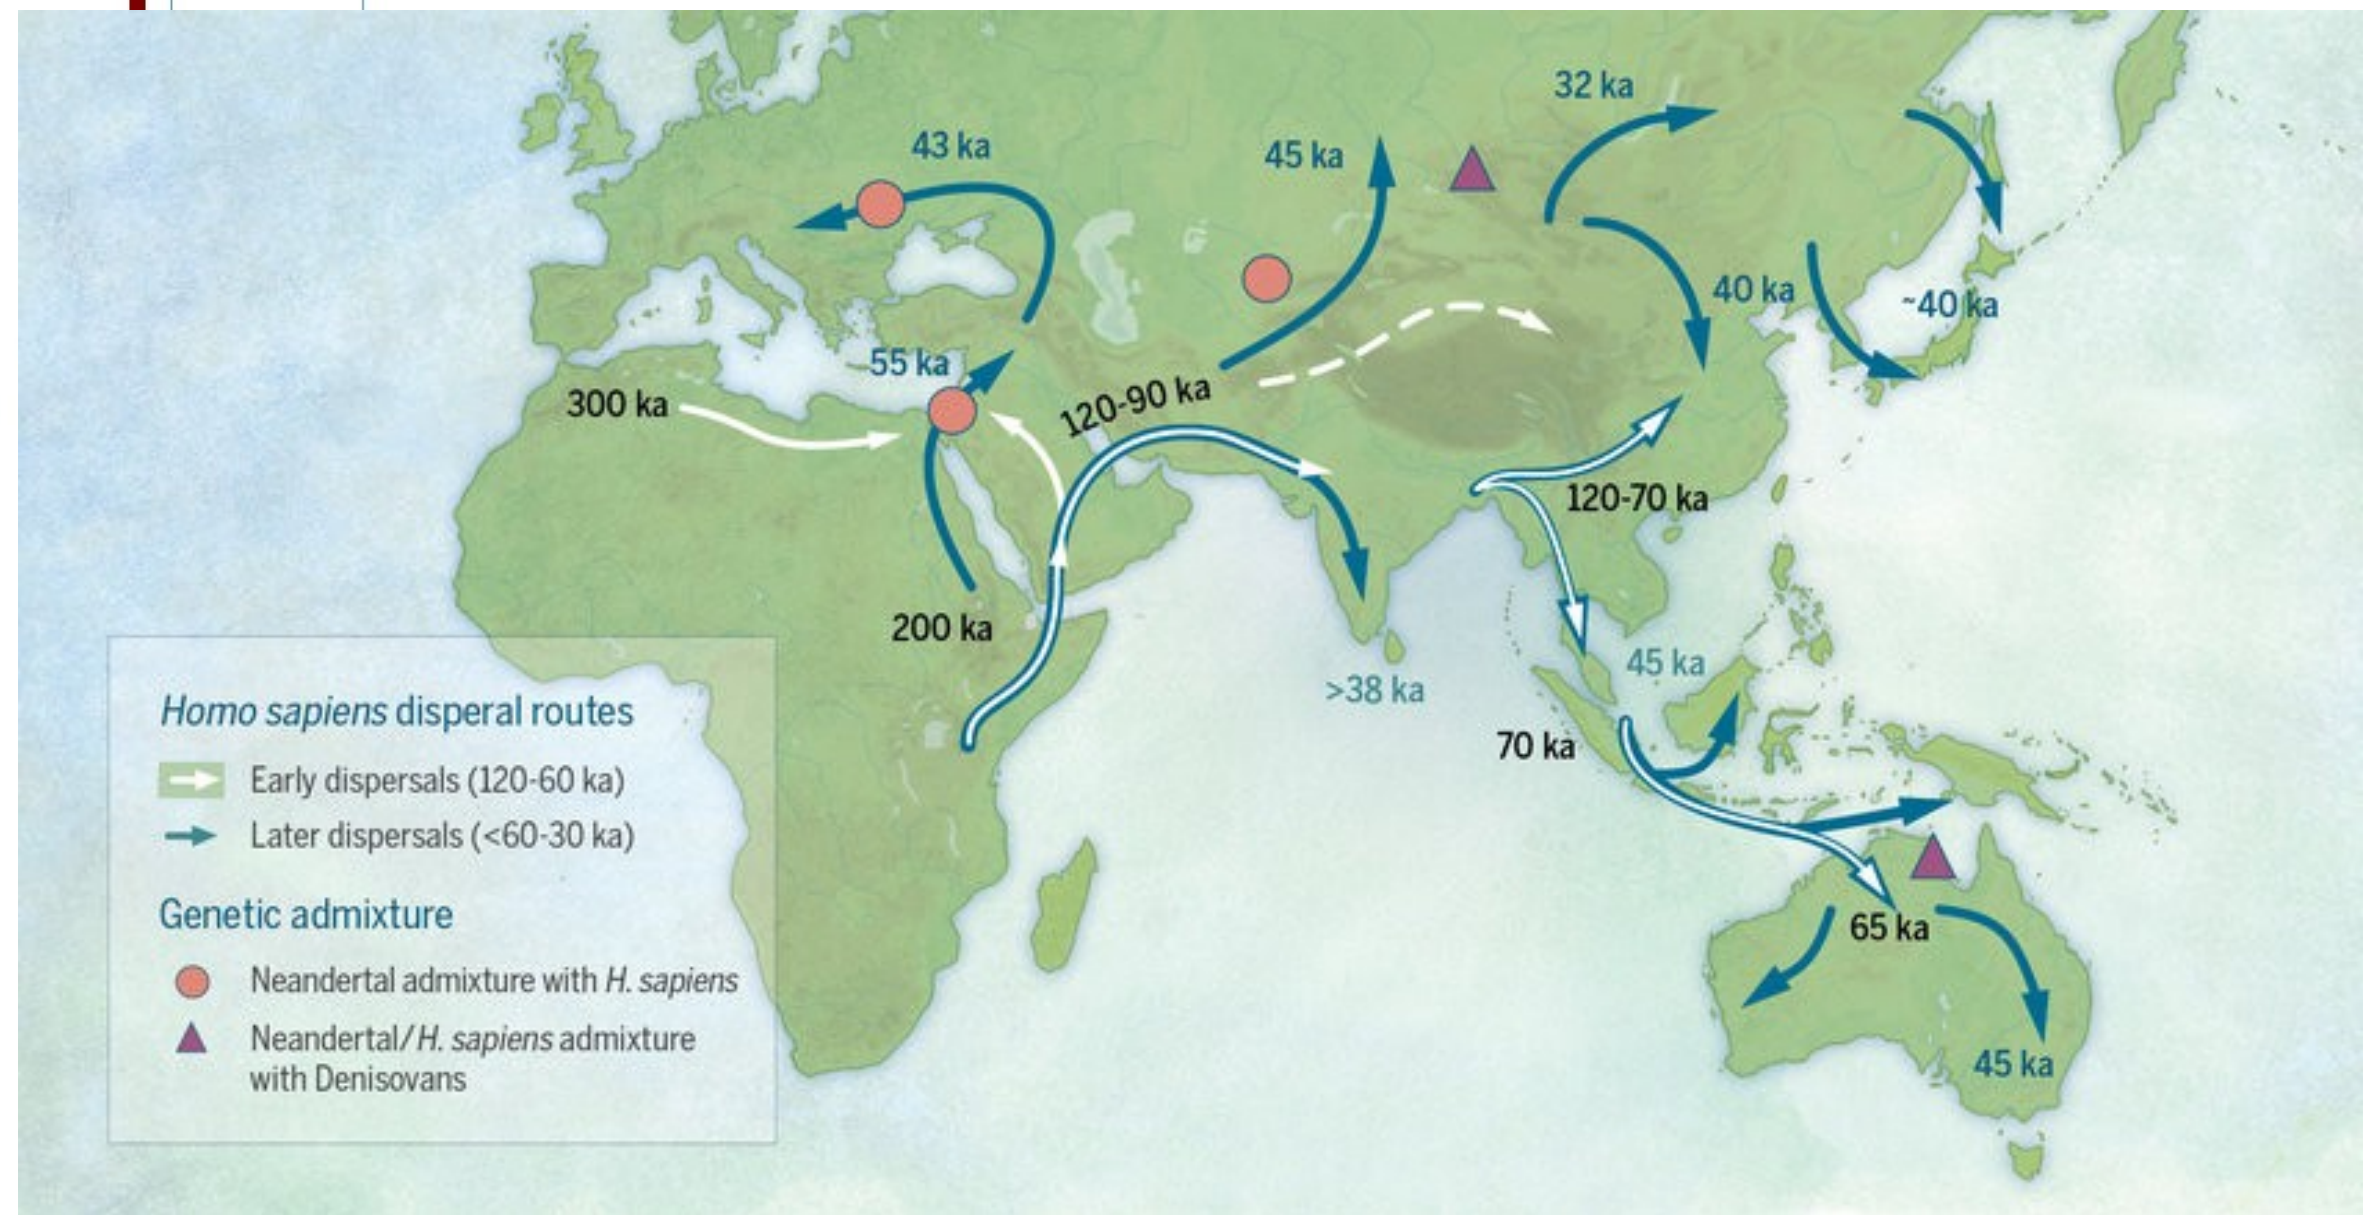 32 ka
43 ka
45 ka
40 ka
~40 ka
55 ka
300 ka
120-90 ka
120-70 ka
200 ka
45 ka
>38 ka
70 ka
65 ka
45 ka
Homo sapiens disperal routes
Early dispersals (120-60 ka)
Later dispersals (<60-30 ka)
Genetic admixture
Neandertal admixture with H. sapiens
Neandertal/H. sapiens admixture
with Denisovans